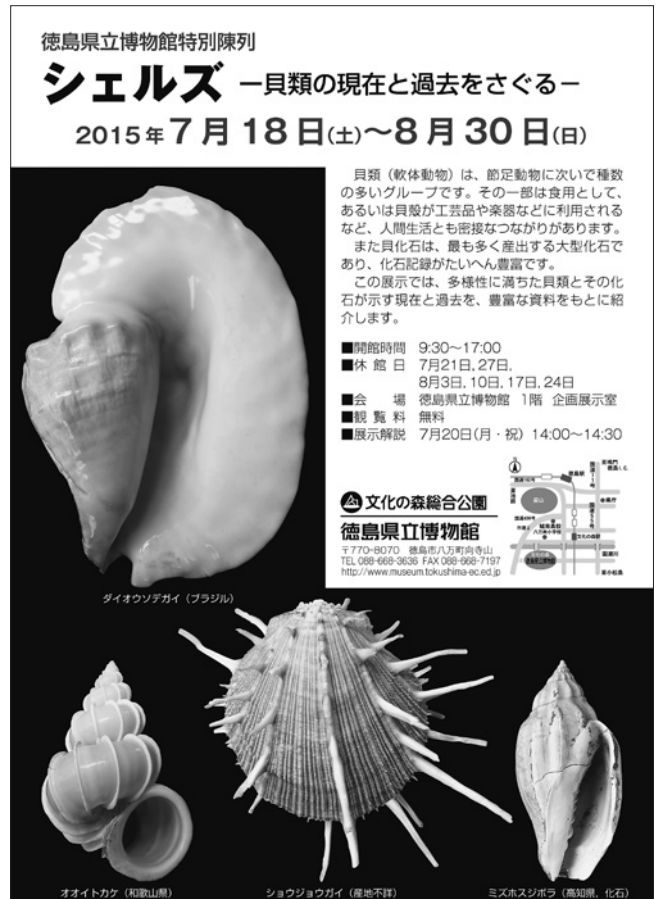 徳島県立博物館特別陳列
シェルズ －貝類の現在と過去をさぐる－
2015年7月18日(土)～8月30日(日)
貝類（軟体動物）は、節足動物に次いで種数
の多いグループです。その一部は食用として、
あるいは貝殻が工芸品や楽器などに利用される
など、人間生活とも密接なつながりがあります。
また貝化石は、最も多く産出する大型化石で
あり、化石記録がたいへん豊富です。
この展示では、多様性に満ちた貝類とその化
石が示す現在と過去を、豊富な資料をもとに紹
介します。
■開館時間 9:30～17:00
■休館日 7月21日,27日,
8月3日,10日,17日,24日
■会場 徳島県立博物館 1階 企画展示室
■観覧料 無料
■展示解説 7月20日(月・祝) 14:00～14:30
文化の森総合公園
徳島県立博物館
〒770-8070 徳島市八万町向寺山
TEL 088-668-3636 FAX 088-668-7197
http://www.museum.tokushima-ec.ed.jp
徳島駅
ダイオウソデガイ（ブラジル）
オオイトカケ（和歌山県）
ショウジョウガイ（産地不詳）
ミズホスジボラ（高知県，化石）